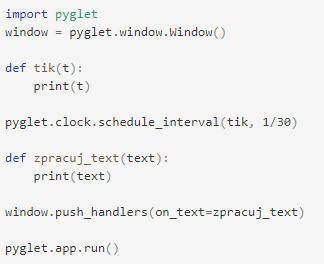 import pyglet
window = pyglet.window.Window()
def tik(t):
    print(t)
pyglet.clock.schedule_interval(tik, 1/30)
def zpracuj_text(text):
    print(text)
window.push_handlers(on_text=zpracuj_text)
pyglet.app.run()